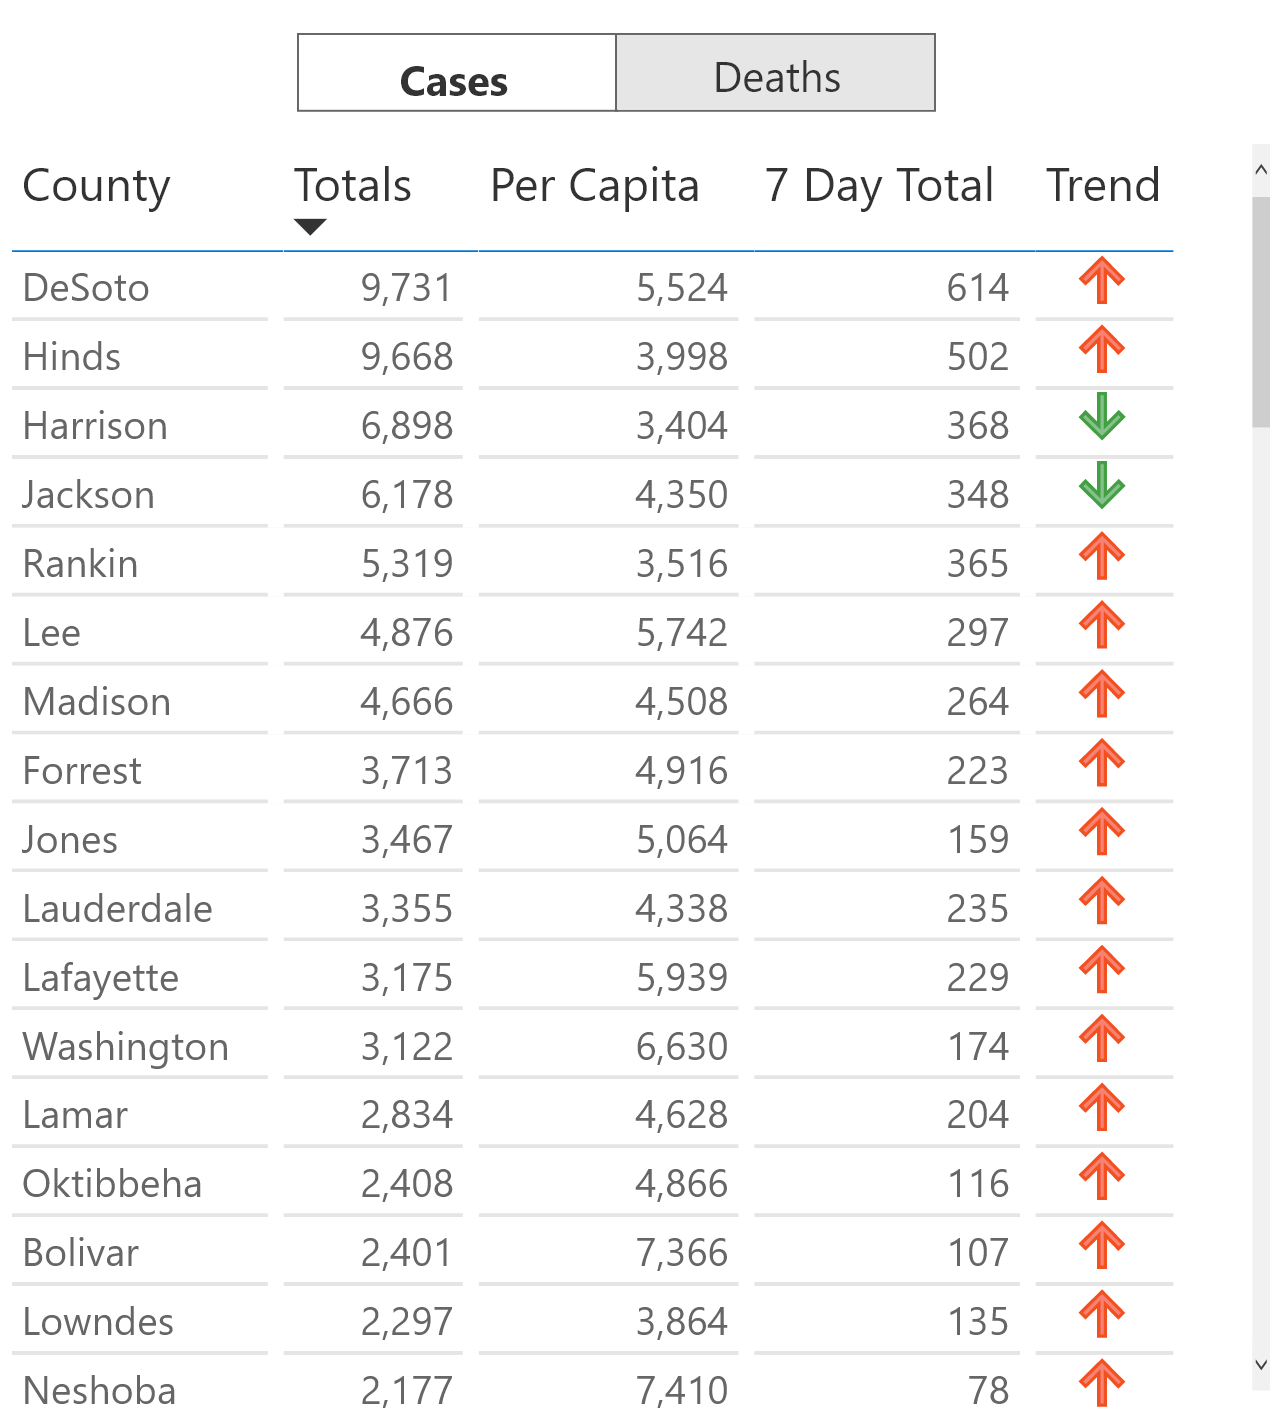 Cases Deaths
County Totals Per Capita 7 Day Total Trend
DeSoto 9,731 5,524 614
Hinds 9,668 3,998 502
Harrison 6,898 3,404 368
Jackson 6,178 4,350 348
Rankin 5,319 3,516 365
Lee 4,876 5,742 297
Madison 4,666 4,508 264
Forrest 3,713 4,916 223
Jones 3,467 5,064 159
Lauderdale 3,355 4,338 235
Lafayette 3,175 5,939 229
Washington 3,122 6,630 174
Lamar 2,834 4,628 204
Oktibbeha 2,408 4,866 116
Bolivar 2,401 7,366 107
Lowndes 2,297 3,864 135
Neshoba 2,177 7,410 78